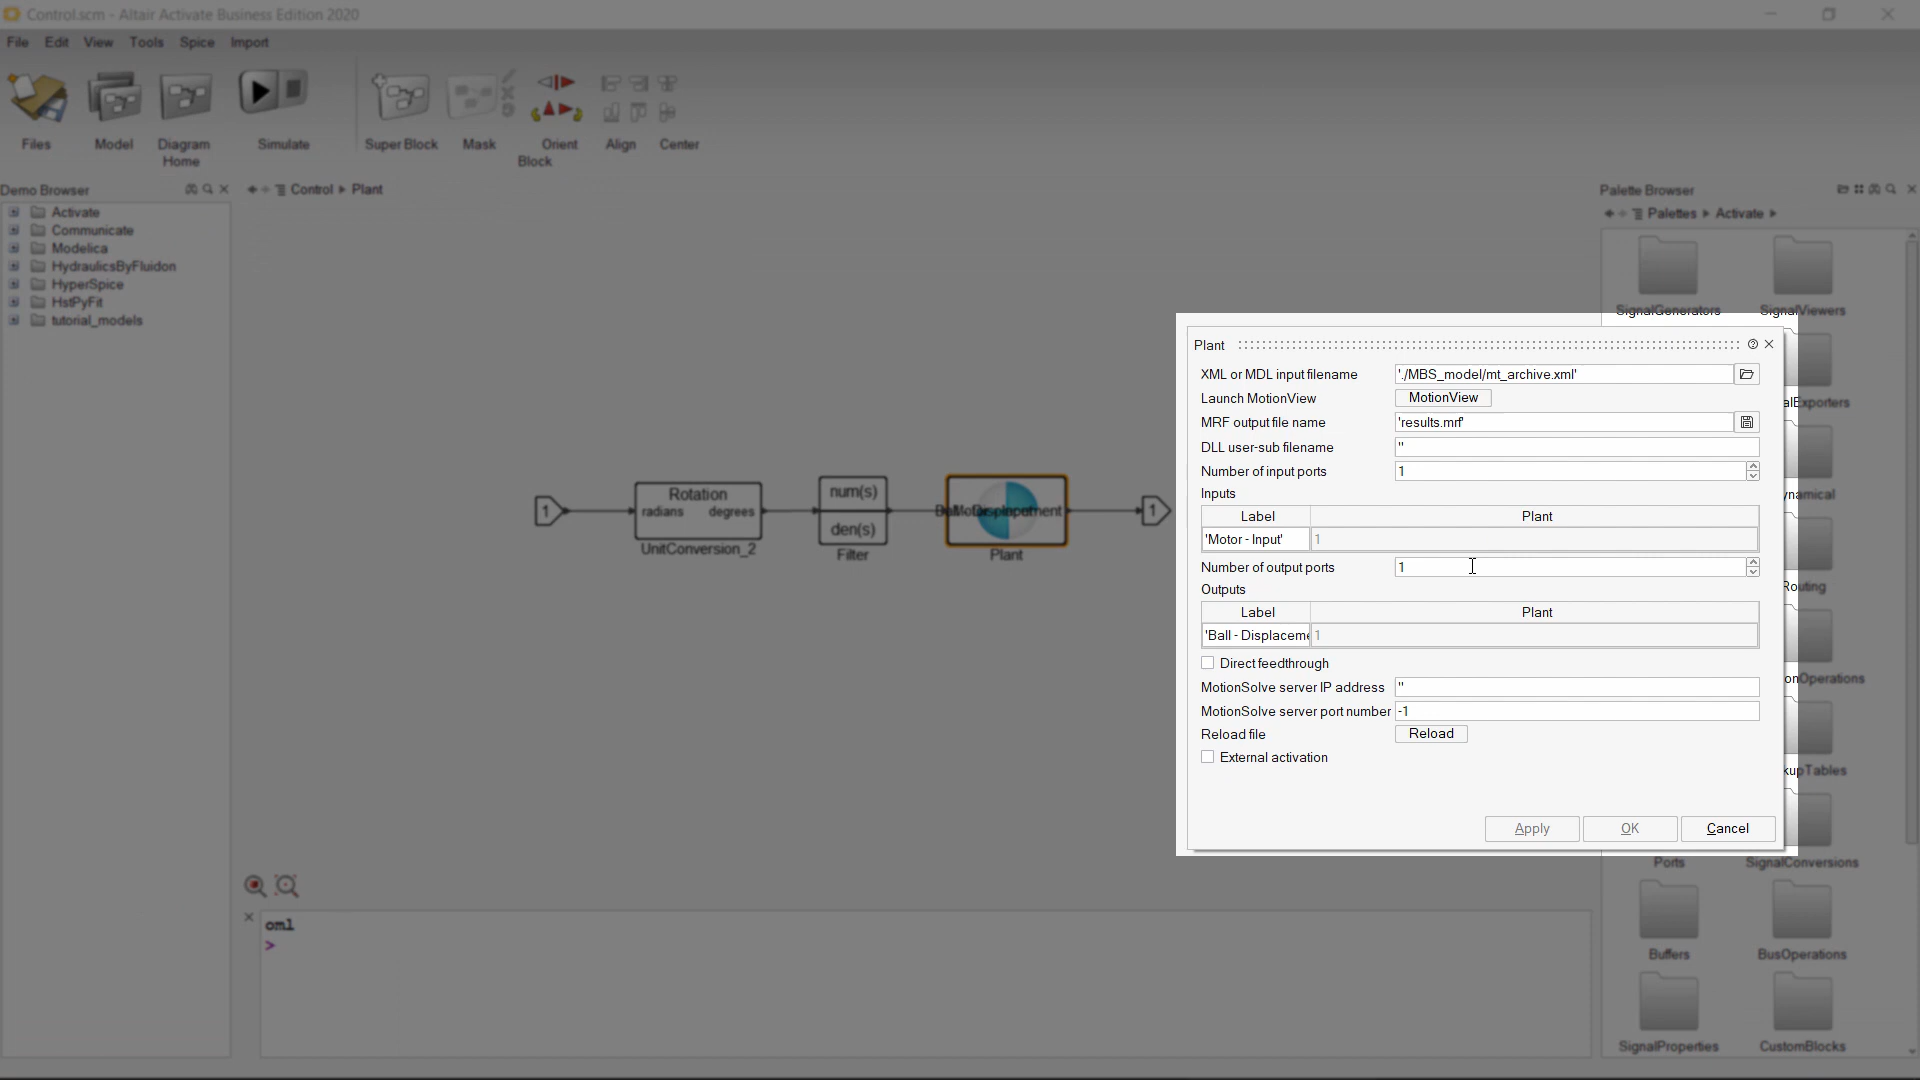 Control.scm - Altair Activate Business Edition 2020
File Edit View Tools Spice Import
Files Model Diagram Home Simulate Super Block Mask Orient Block Align Center
Demo Browser
Control Plant
Palette Browser
Palettes Activate
Activate
Communicate
Modelica
HydraulicsByFluidon
HyperSpice
HstPyFit
tutorial_models
SignalGenerators SignalViewers
alExporters
ynamical
Routing
onOperations
kupTables
Ports SignalConversions
Buffers BusOperations
SignalProperties CustomBlocks
1
Rotation
radians degrees
UnitConversion_2
num(s)
den(s)
Filter
Plant
1
Plant
XML or MDL input filename './MBS_model/mt_archive.xml'
Launch MotionView MotionView
MRF output file name 'results.mrf'
DLL user-sub filename ''
Number of input ports 1
Inputs
Label Plant
'Motor - Input' 1
Number of output ports 1
Outputs
Label Plant
'Ball - Displaceme 1
Direct feedthrough
MotionSolve server IP address ''
MotionSolve server port number -1
Reload file Reload
External activation
Apply OK Cancel
oml
>